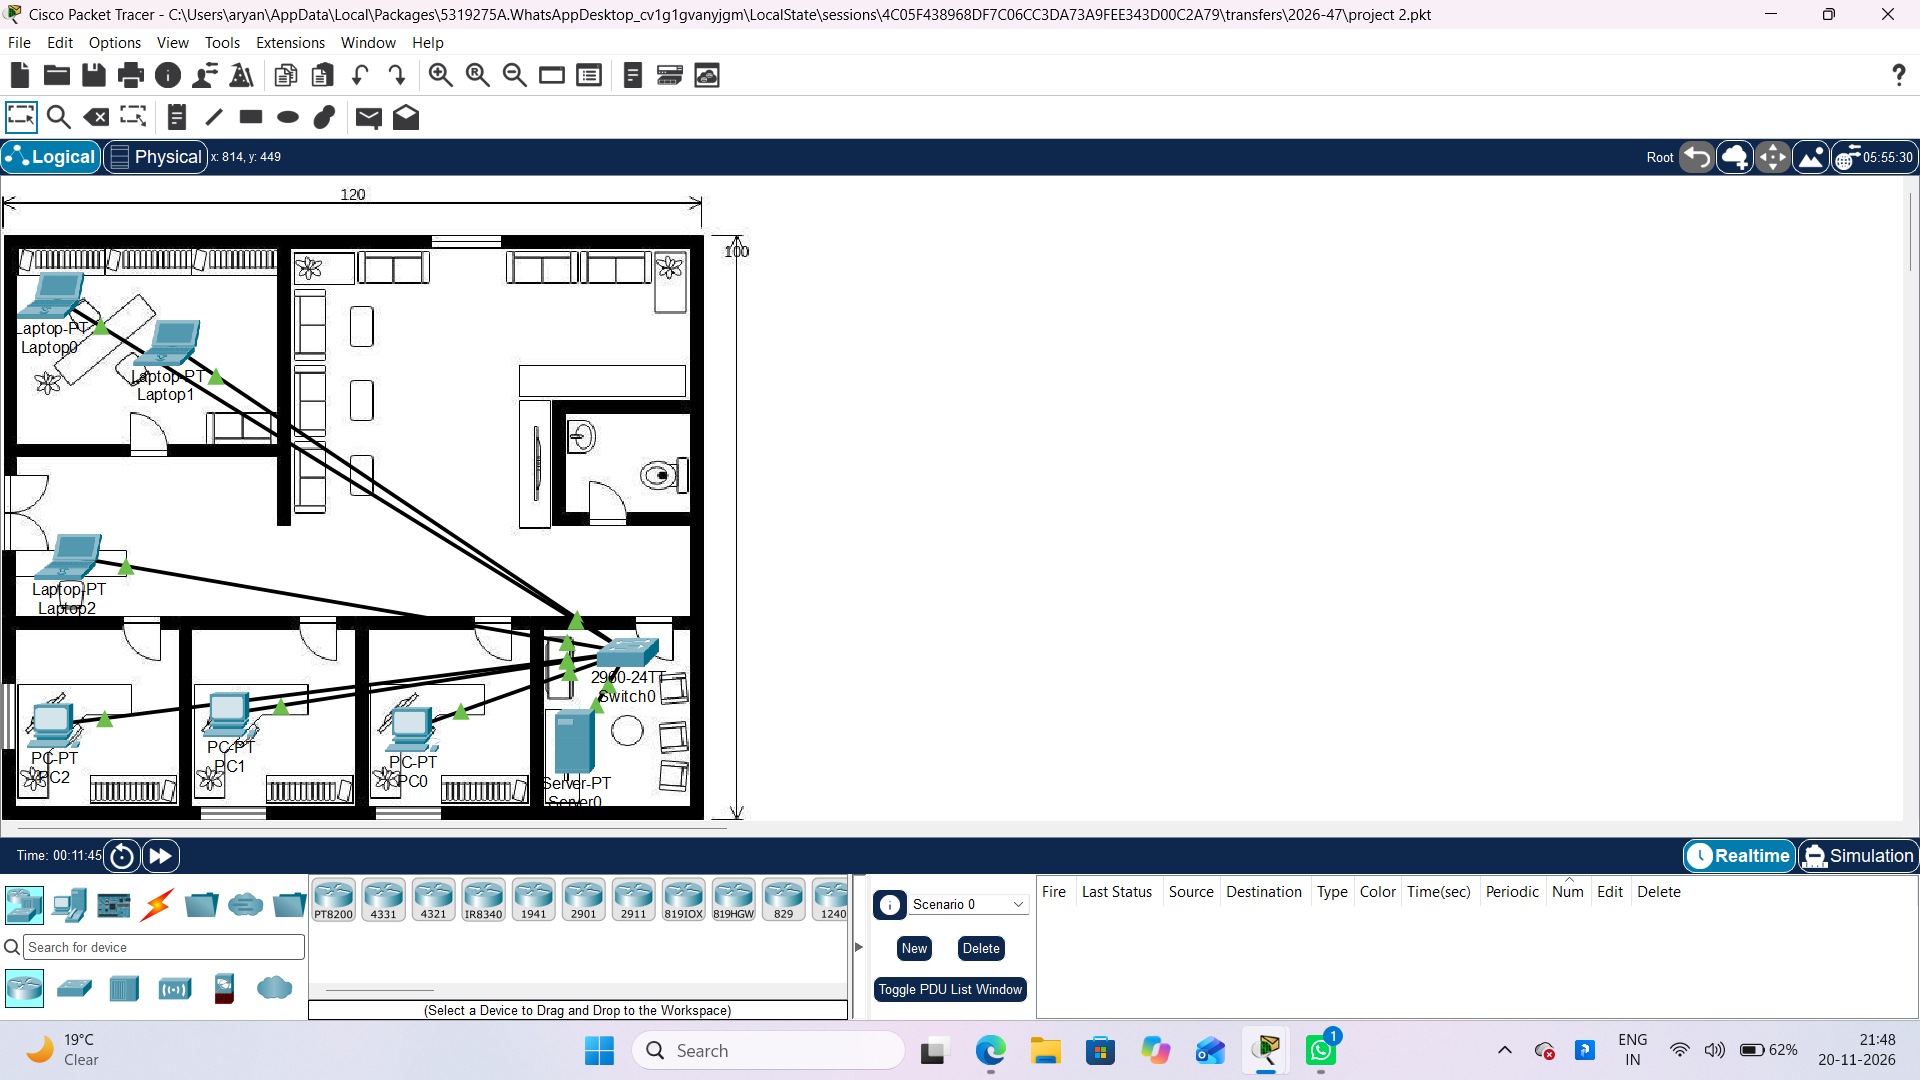 Cisco Packet Tracer - C:\Users\aryan\AppData\Local\Packages\5319275A.WhatsAppDesktop_cv1g1gvanyjgm\LocalState\sessions\4C05F438968DF7C06CC3DA73A9FEE343D00C2A79\transfers\2026-47\project 2.pkt
File Edit Options View Tools Extensions Window Help
Logical Physical x: 814, y: 449 Root 05:55:30
120
100
Laptop-PT
Laptop0
Laptop-PT
Laptop1
Laptop-PT
Laptop2
2960-24TT
Switch0
PC-PT
PC2
PC-PT
PC1
PC-PT
PC0
Server-PT
Server0
Time: 00:11:45 Realtime Simulation
PT8200 4331 4321 IR8340 1941 2901 2911 819IOX 819HGW 829 1240
Search for device
(Select a Device to Drag and Drop to the Workspace)
Scenario 0
New Delete
Toggle PDU List Window
Fire Last Status Source Destination Type Color Time(sec) Periodic Num Edit Delete
19°C
Clear
Search
1
ENG
IN
62%
21:48
20-11-2026